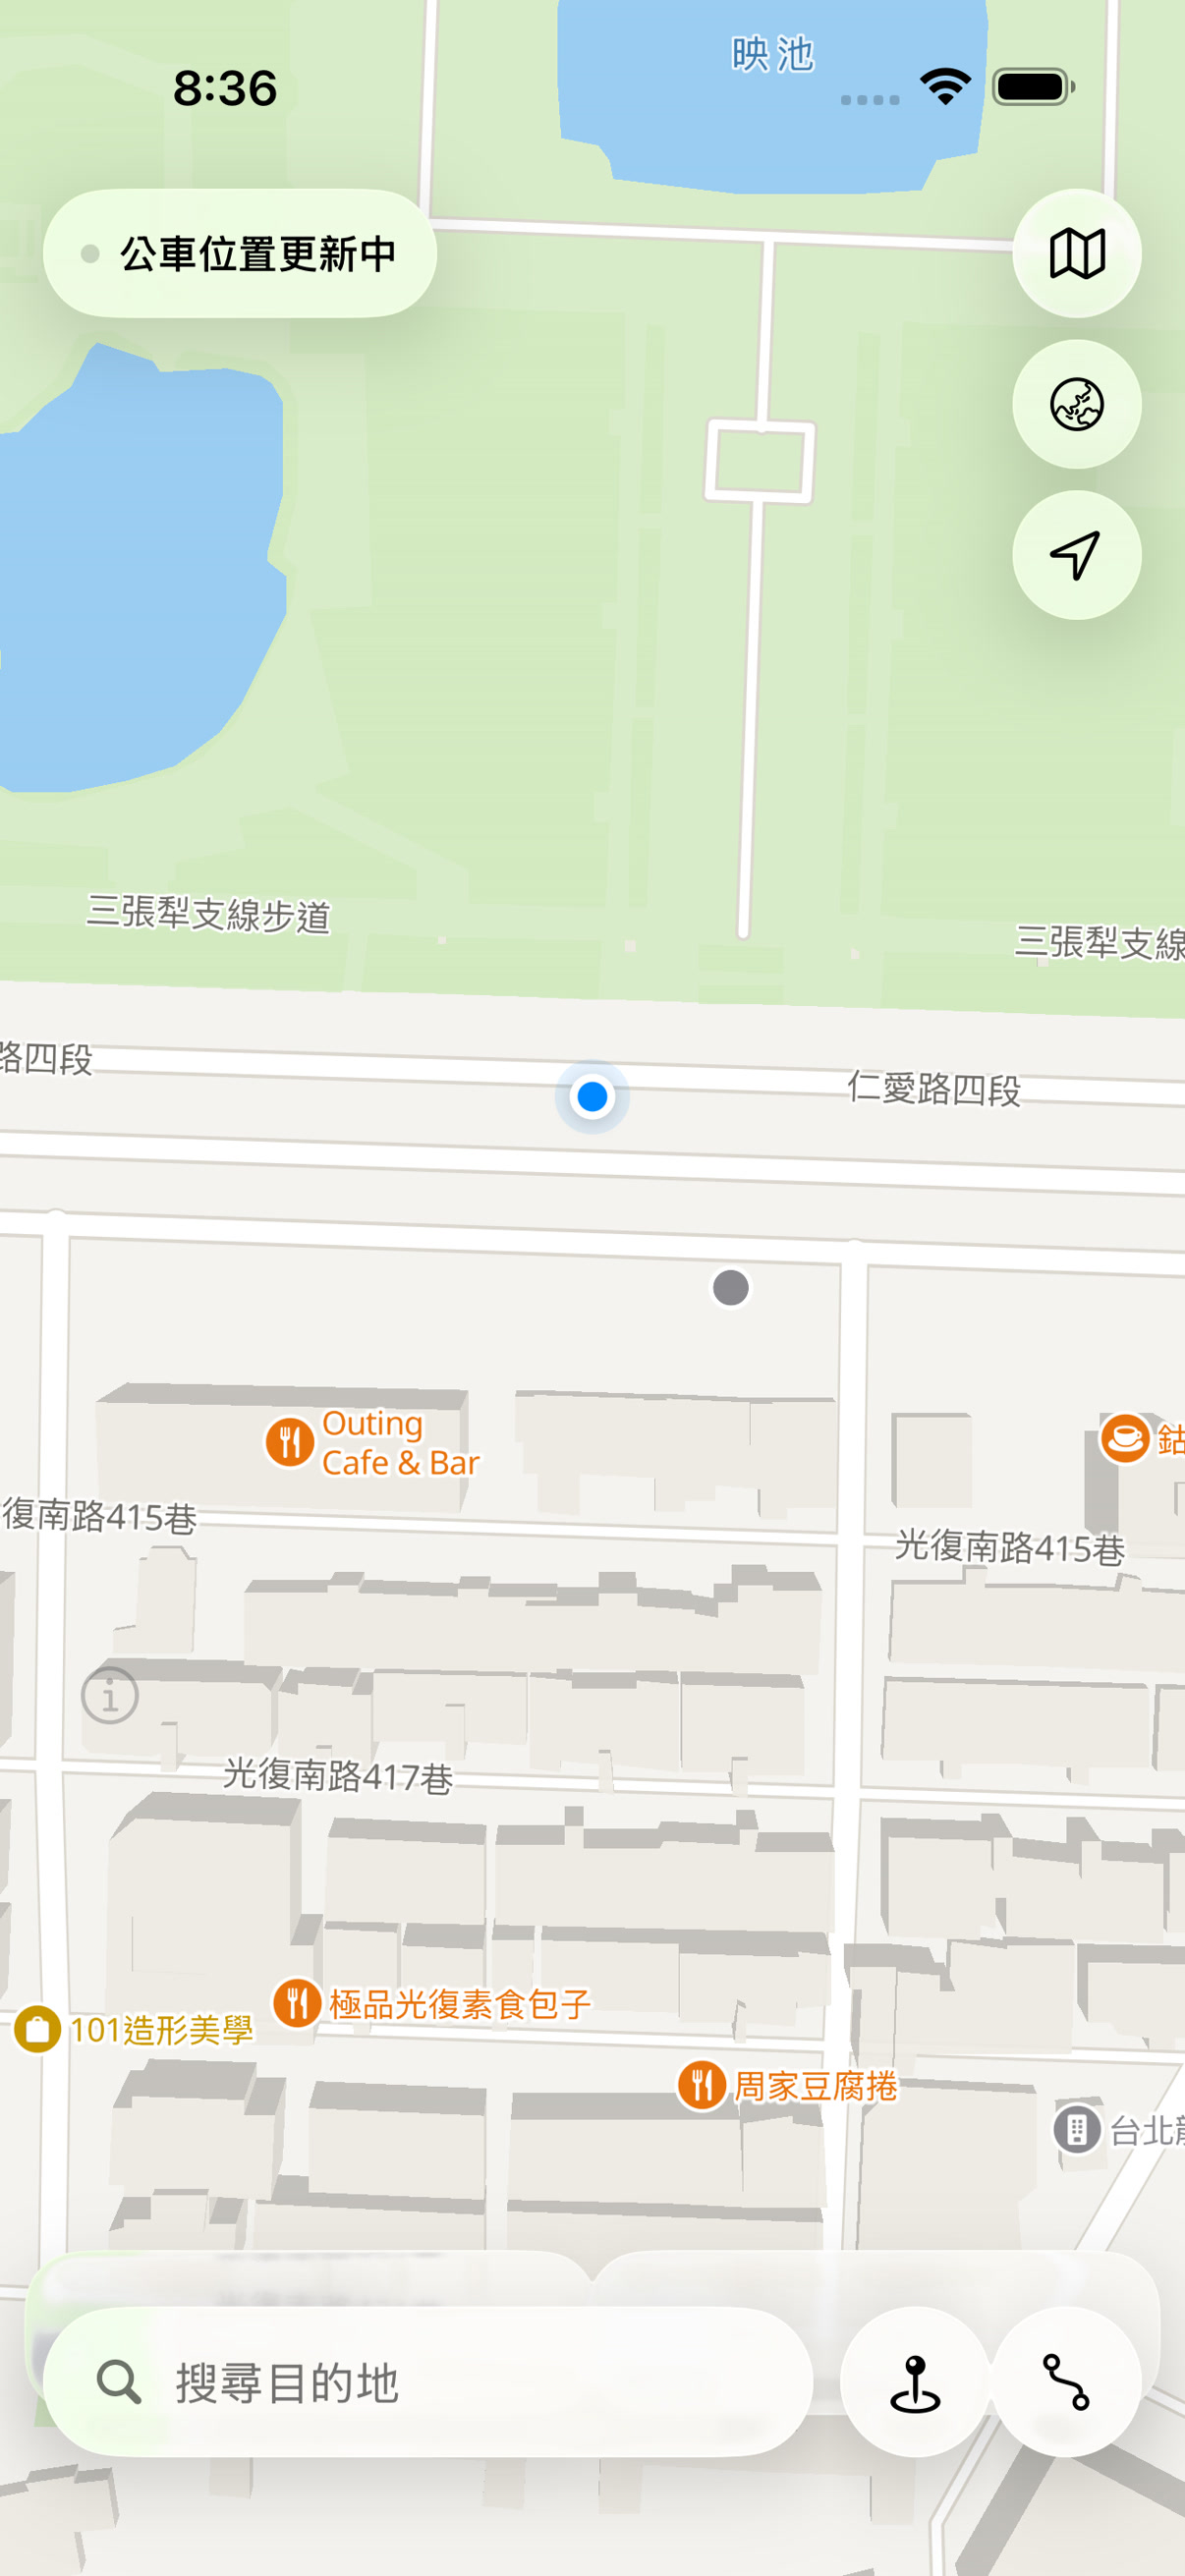 映池
8:36
公車位置更新中
三張犁支線步道
三張犁支線
路四段
仁愛路四段
Outing
Cafe & Bar
鈷
復南路415巷
光復南路415巷
光復南路417巷
極品光復素食包子
101造形美學
周家豆腐捲
台北
搜尋目的地